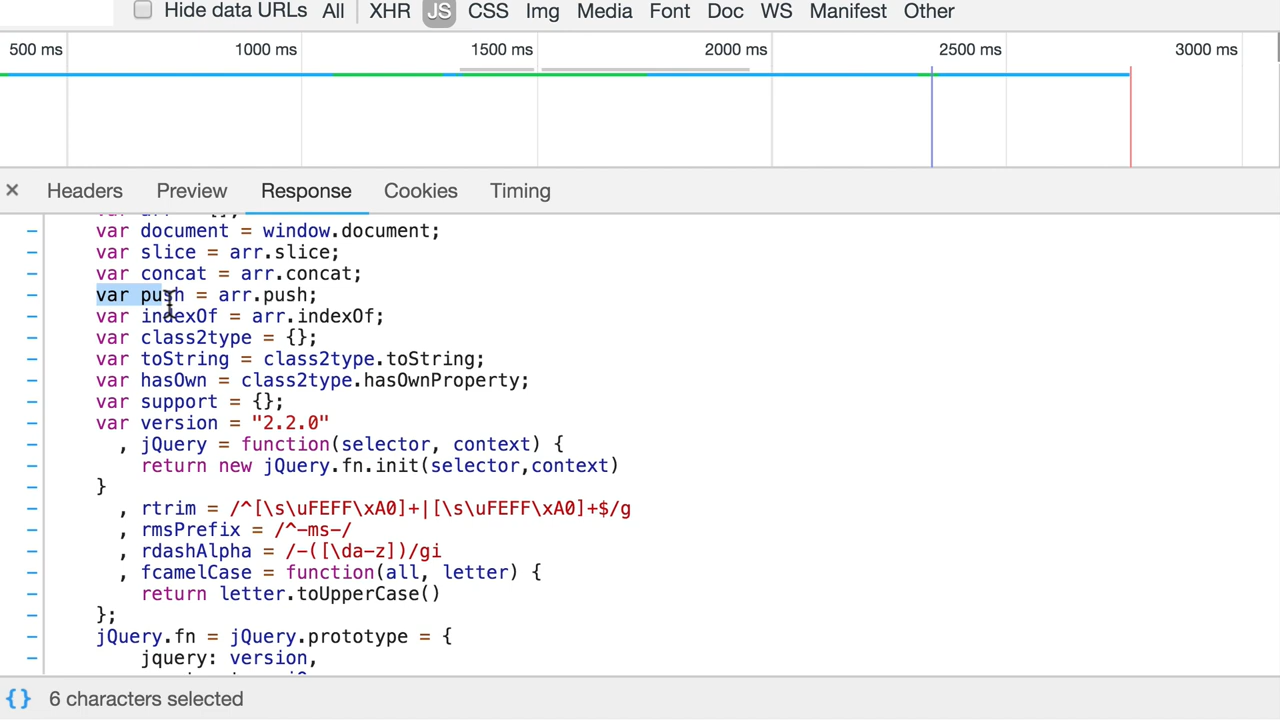 Hide data URLs All XHR JS CSS Img Media Font Doc WS Manifest Other
500 ms 1000 ms 1500 ms 2000 ms 2500 ms 3000 ms
× Headers Preview Response Cookies Timing
var document = window.document;
var slice = arr.slice;
var concat = arr.concat;
var push = arr.push;
var indexOf = arr.indexOf;
var class2type = {};
var toString = class2type.toString;
var hasOwn = class2type.hasOwnProperty;
var support = {};
var version = "2.2.0"
, jQuery = function(selector, context) {
return new jQuery.fn.init(selector,context)
}
, rtrim = /^[\s\uFEFF\xA0]+|[\s\uFEFF\xA0]+$/g
, rmsPrefix = /^-ms-/
, rdashAlpha = /-([\da-z])/gi
, fcamelCase = function(all, letter) {
return letter.toUpperCase()
};
jQuery.fn = jQuery.prototype = {
jquery: version,
{} 6 characters selected